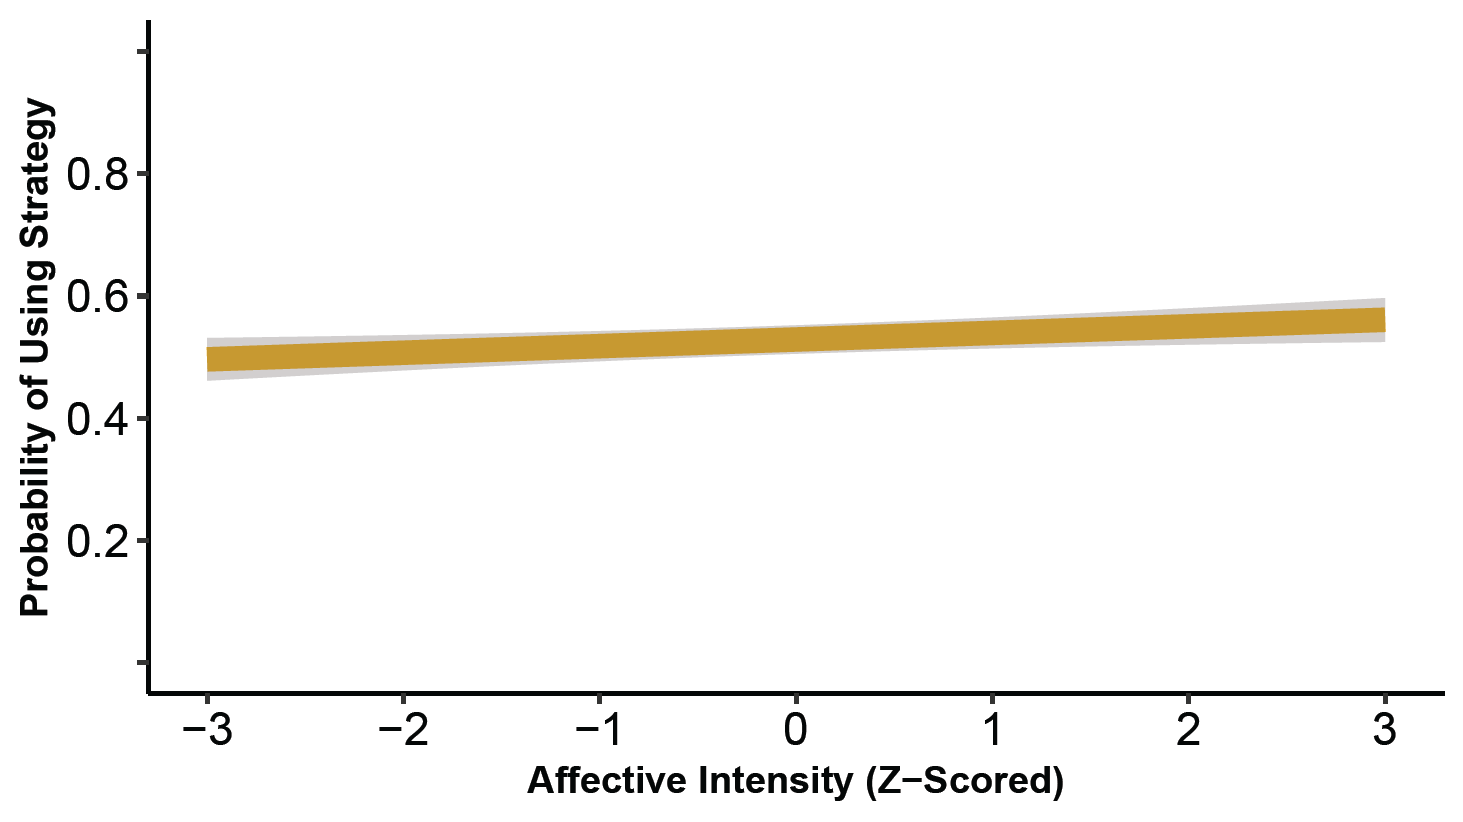 Probability of Using Strategy
0.8
0.6
0.4
0.2
−3 −2 −1 0 1 2 3
Affective Intensity (Z−Scored)